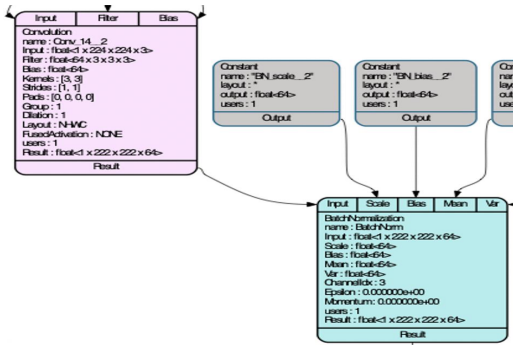 Input Filter Bias
Convolution
name : Conv_14__2
Input : float<1 x 224 x 224 x 3>
Filter : float<64 x 3 x 3 x 3>
Bias : float<64>
Kernels : [3, 3]
Strides : [1, 1]
Pads : [0, 0, 0, 0]
Group : 1
Dilation : 1
Layout : NHWC
FusedActivation : NONE
users : 1
Result : float<1 x 222 x 222 x 64>
Result
Constant
name : "BN_scale__2"
layout : *
output : float<64>
users : 1
Output
Constant
name : "BN_bias__2"
layout : *
output : float<64>
users : 1
Output
Input Scale Bias Mean Var
BatchNormalization
name : BatchNorm
Input : float<1 x 222 x 222 x 64>
Scale : float<64>
Bias : float<64>
Mean : float<64>
Var : float<64>
ChannelIdx : 3
Epsilon : 0.000000e+00
Momentum : 0.000000e+00
users : 1
Result : float<1 x 222 x 222 x 64>
Result